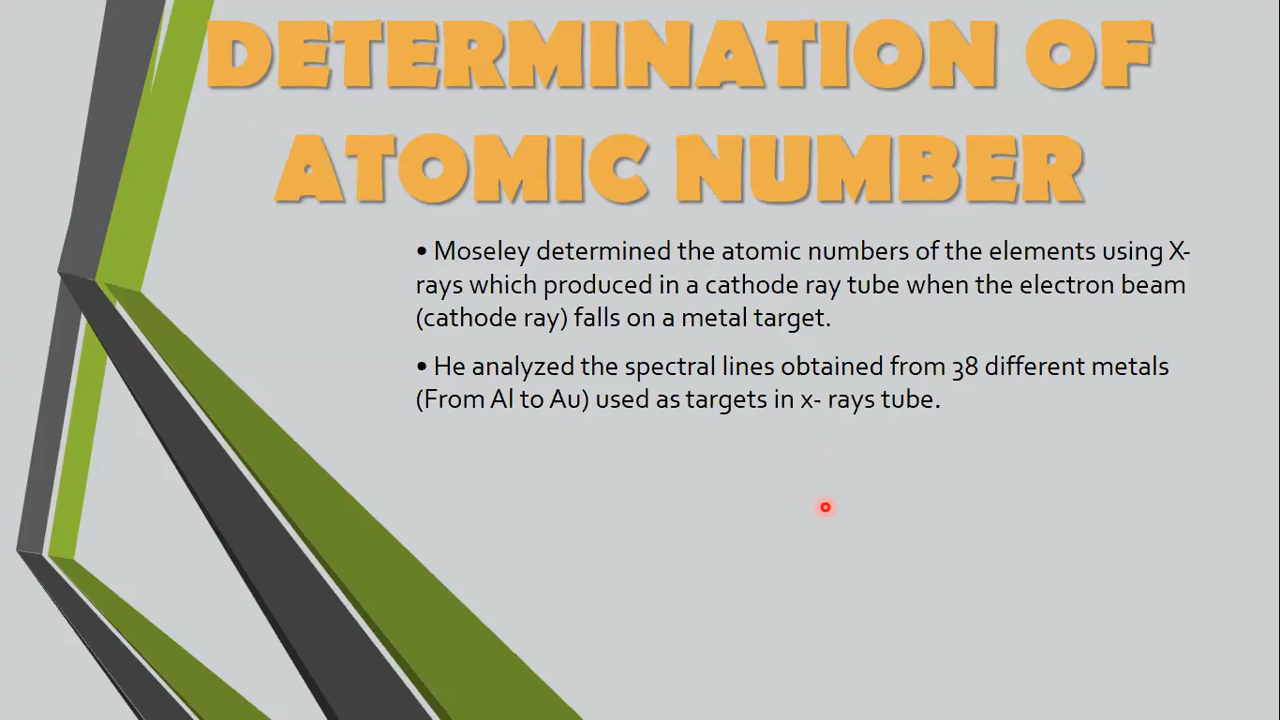 DETERMINATION OF
ATOMIC NUMBER
• Moseley determined the atomic numbers of the elements using X-
rays which produced in a cathode ray tube when the electron beam
(cathode ray) falls on a metal target.
• He analyzed the spectral lines obtained from 38 different metals
(From Al to Au) used as targets in x- rays tube.